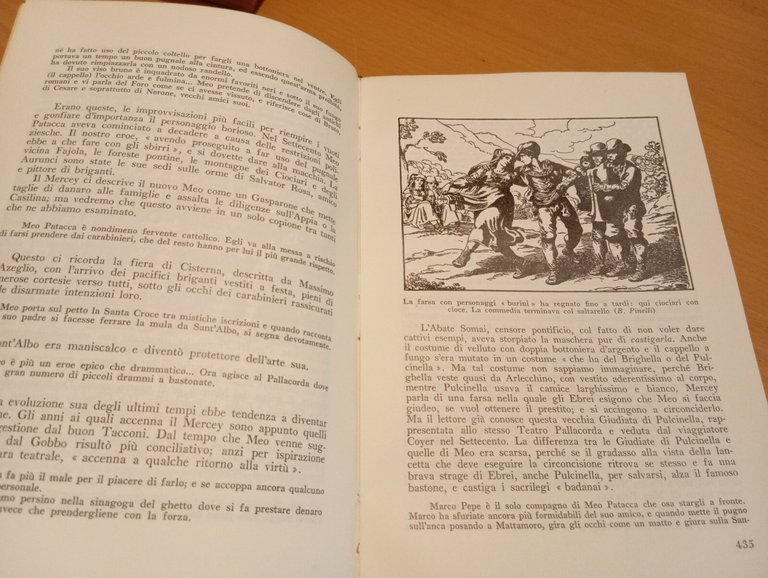 né ha fatto uso del piccolo coltello per fargli una bottoniera nel ventre. Egli
portava un tempo un buon pugnale alla cintura, ed essendo quest'arma proibita,
ha dovuto rimpiazzarla con un nodoso randello.
Il suo viso bruno è inquadrato da enormi favoriti neri e sotto il suo fungo
(il cappello) l'occhio arde e fulmina... Meo pretende di discendere dagli antichi
romani e vi parla del Foro come se ci avesse vissuto, e riferisce cose di Bruto,
di Cesare e soprattutto di Nerone, vecchi amici suoi.
Erano queste, le improvvisazioni più facili per riempire i vuoti
e gonfiare d'importanza il personaggio borioso. Nel Settecento Meo
Patacca aveva cominciato a decadere a causa delle restrizioni poli-
ziesche. Il nostro eroe, « avendo proseguito a far uso del pugnale,
ebbe a che fare con gli sbirri », e si dovette dare alla macchia. La
vicina Fajola, le foreste pontine, le montagne dei Ciociari e degli
Aurunci sono state le sue sedi sulle orme di Salvator Rosa, amico
e pittore di briganti.
Il Mercey ci descrive il nuovo Meo come un Gasparone che mette
taglie di danaro alle famiglie e assalta le diligenze sull'Appia o la
Casilina; ma vedremo che questo avviene in un solo copione tra tanti
che ne abbiamo esaminato.
Meo Patacca è nondimeno fervente cattolico. Egli va alla messa a rischio
di farsi prendere dai carabinieri, che del resto hanno per lui il più grande rispetto.
Questo ci ricorda la fiera di Cisterna, descritta da Massimo
Azeglio, con l'arrivo dei pacifici briganti vestiti a festa, pieni di
merose cortesie verso tutti, sotto gli occhi dei carabinieri rassicurati
le disarmate intenzioni loro.
Meo porta sul petto la Santa Croce tra mistiche iscrizioni e quando racconta
suo padre si facesse ferrare la mula da Sant'Albo, si segna devotamente.
nt'Albo era maniscalco e diventò protettore dell'arte sua.
o è più un eroe epico che drammatico... Ora agisce al Pallacorda dove
gran numero di piccoli drammi a bastonate.
a evoluzione sua degli ultimi tempi ebbe tendenza a diventar
ne. Gli anni ai quali accenna il Mercey sono appunto quelli
gestione dal buon Tacconi. Dal tempo che Meo venne sug-
dal Gobbo risultò più conciliativo; anzi per ispirazione
ura teatrale, « accenna a qualche ritorno alla virtù ».
n fa più il male per il piacere di farlo; e se accoppa ancora qualcuno
personale.
mo persino nella sinagoga del ghetto dove si fa prestare denaro
vece che prendergliene con la forza.
La farsa con personaggi « burini » ha regnato fino a tardi: qui ciociari con
cioce. La commedia terminava col saltarello (B. Pinelli)
L'Abate Somai, censore pontificio, col fatto di non voler dare
cattivi esempi, aveva storpiato la maschera pur di castigarla. Anche
il costume di velluto con doppia bottoniera d'argento e il cappello a
fungo s'era mutato in un costume « che ha del Brighella o del Pul-
cinella ». Ma tal costume non sappiamo immaginare, perché Bri-
ghella veste quasi da Arlecchino, con vestito aderentissimo al corpo,
mentre Pulcinella usava il camice larghissimo e bianco. Mercey
parla di una farsa nella quale gli Ebrei esigono che Meo si faccia
giudeo, se vuol ottenere il prestito; e si accingono a circonciderlo.
Ma il lettore già conosce questa vecchia Giudiata di Pulcinella, rap-
presentata allo stesso Teatro Pallacorda e veduta dal viaggiatore
Coyer nel Settecento. La differenza tra le Giudiate di Pulcinella e
quelle di Meo era scarsa, perché se il gradasso alla vista della lan-
cetta che deve eseguire la circoncisione ritrova se stesso e fa una
brava strage di Ebrei, anche Pulcinella, per salvarsi, alza il famoso
bastone, e castiga i sacrileghi « badanai ».
Marco Pepe è il solo compagno di Meo Patacca che osa stargli a fronte.
Marco ha sfuriate ancora più formidabili del suo amico, e quando mette il pugno
sull'anca posando a Mattamoro, gira gli occhi come un matto e giura sulla San-
435